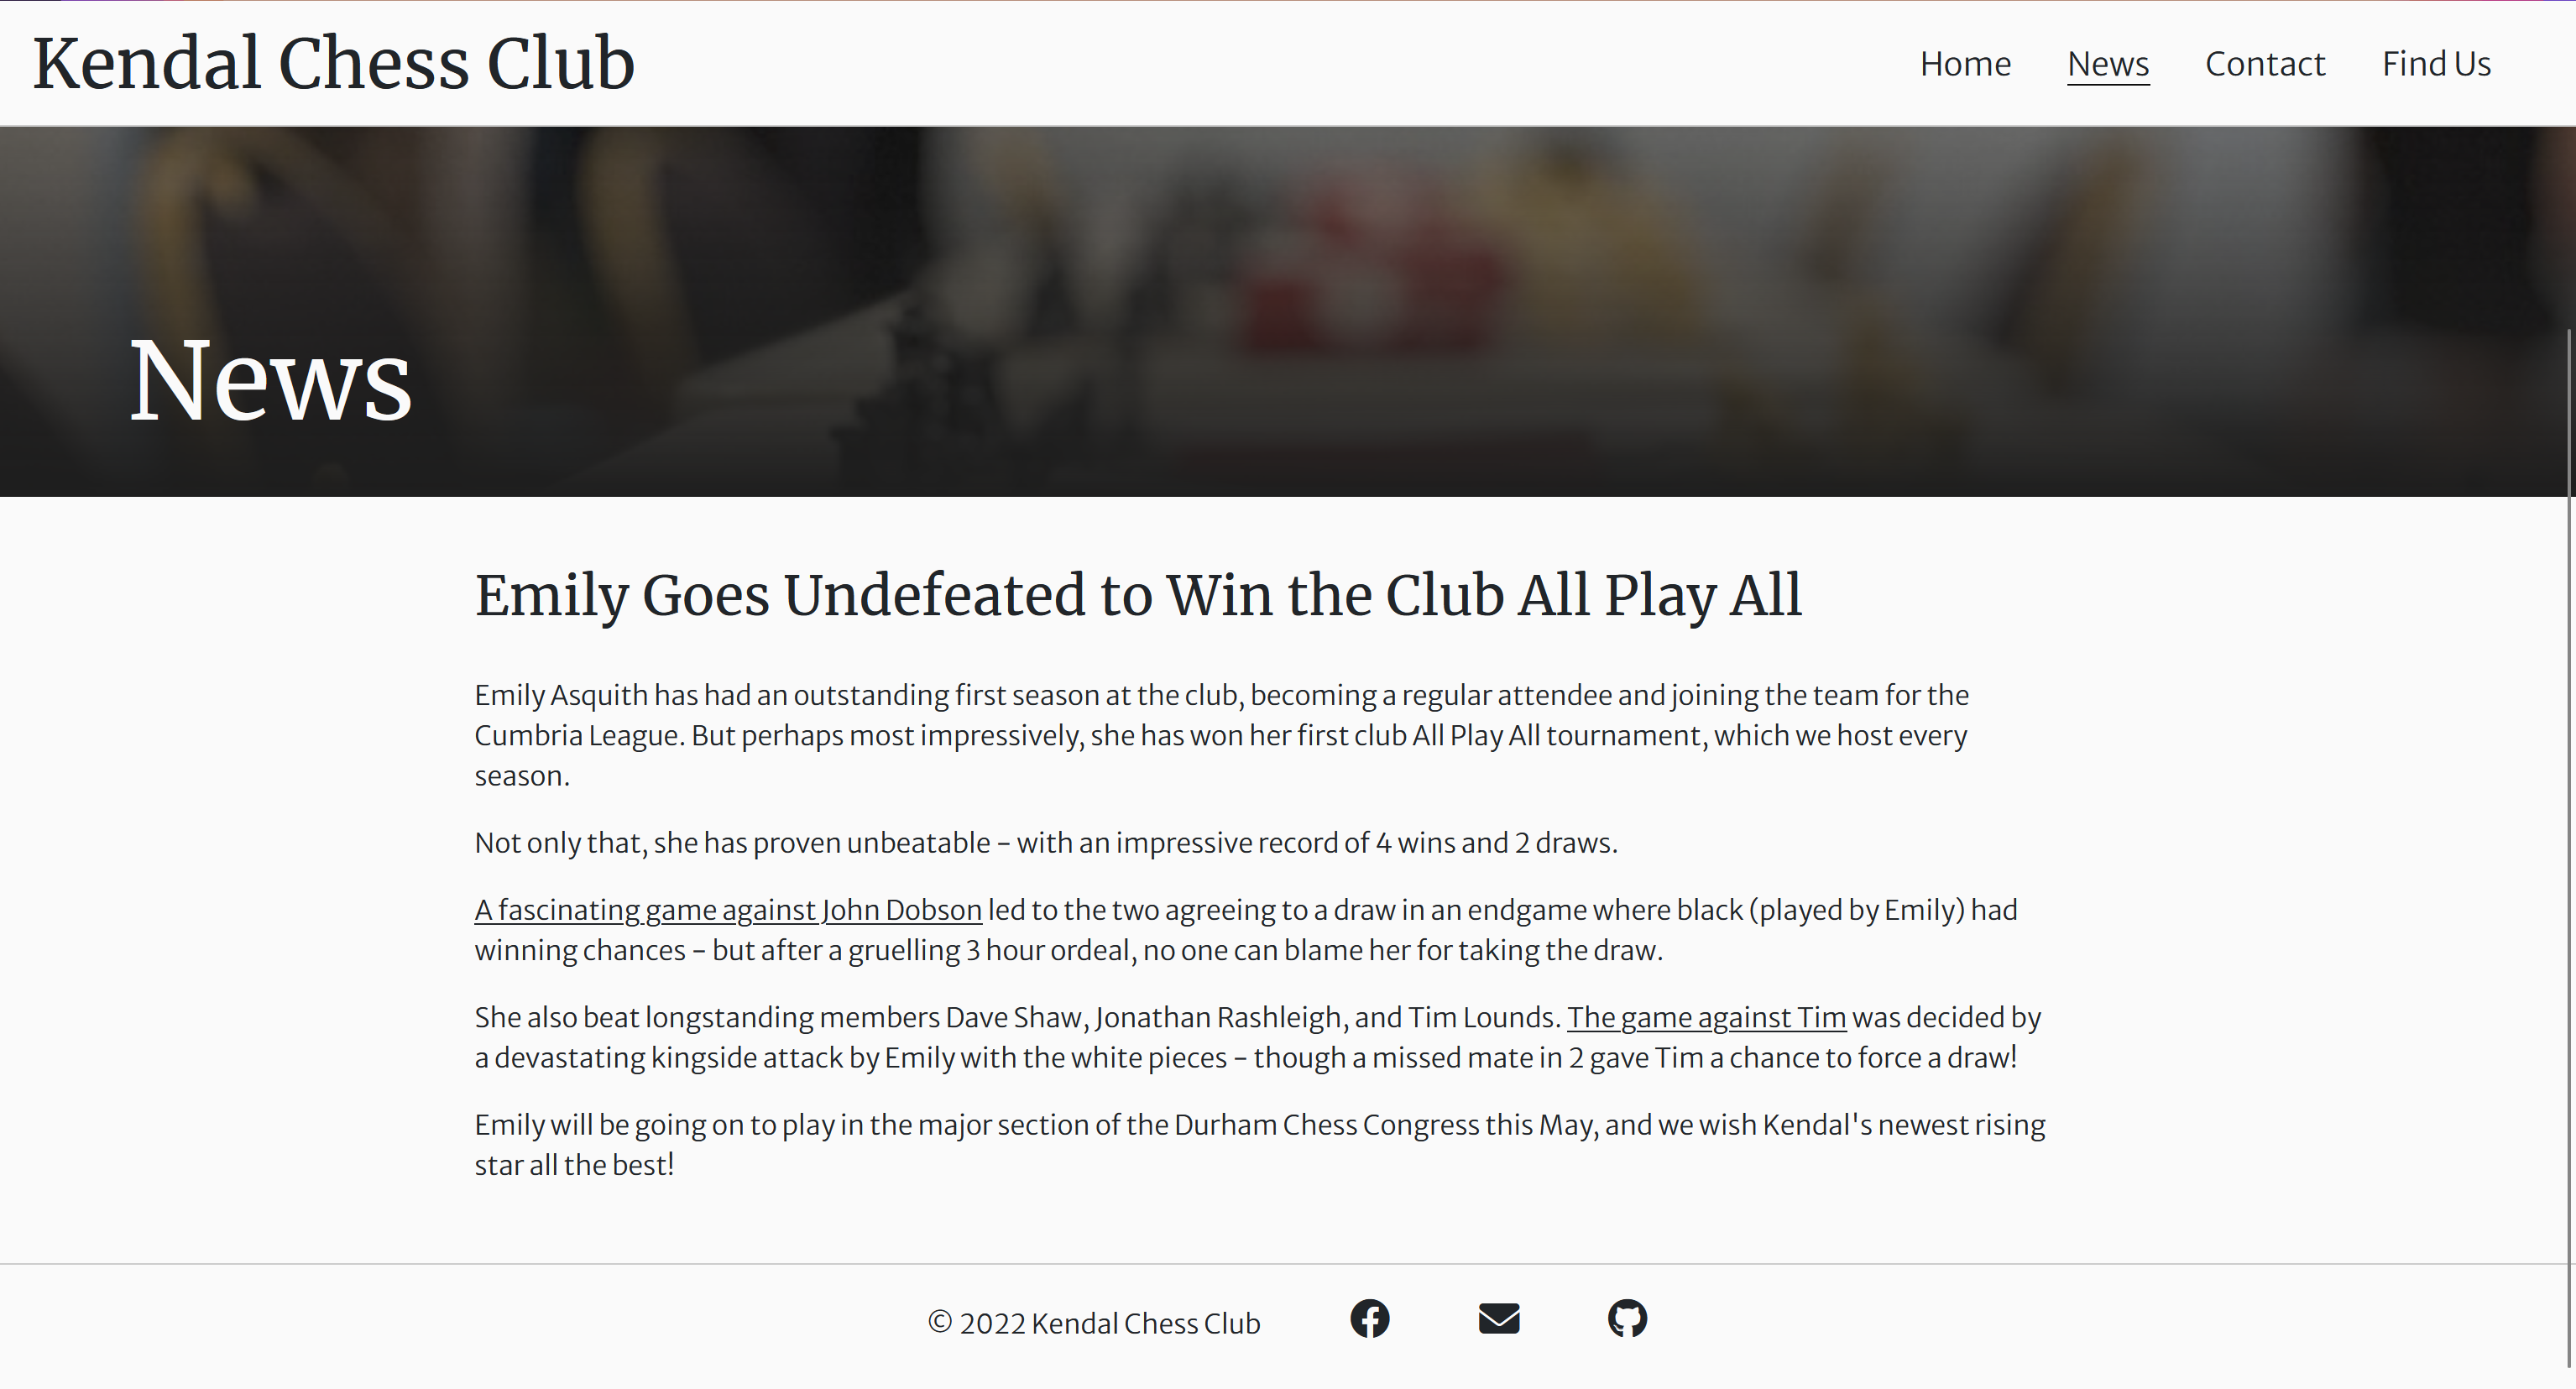 Kendal Chess Club
Home News Contact Find Us
News
Emily Goes Undefeated to Win the Club All Play All
Emily Asquith has had an outstanding first season at the club, becoming a regular attendee and joining the team for the
Cumbria League. But perhaps most impressively, she has won her first club All Play All tournament, which we host every
season.
Not only that, she has proven unbeatable - with an impressive record of 4 wins and 2 draws.
A fascinating game against John Dobson led to the two agreeing to a draw in an endgame where black (played by Emily) had
winning chances - but after a gruelling 3 hour ordeal, no one can blame her for taking the draw.
She also beat longstanding members Dave Shaw, Jonathan Rashleigh, and Tim Lounds. The game against Tim was decided by
a devastating kingside attack by Emily with the white pieces - though a missed mate in 2 gave Tim a chance to force a draw!
Emily will be going on to play in the major section of the Durham Chess Congress this May, and we wish Kendal's newest rising
star all the best!
© 2022 Kendal Chess Club